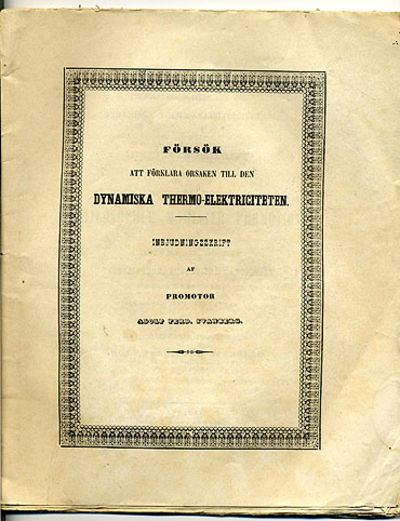 FÖRSÖK
ATT FÖRKLARA ORSAKEN TILL DEN
DYNAMISKA THERMO-ELEKTRICITETEN.
INBJUDNINGSSKRIFT
AF
PROMOTOR
ADOLF FERD. SVANBERG.